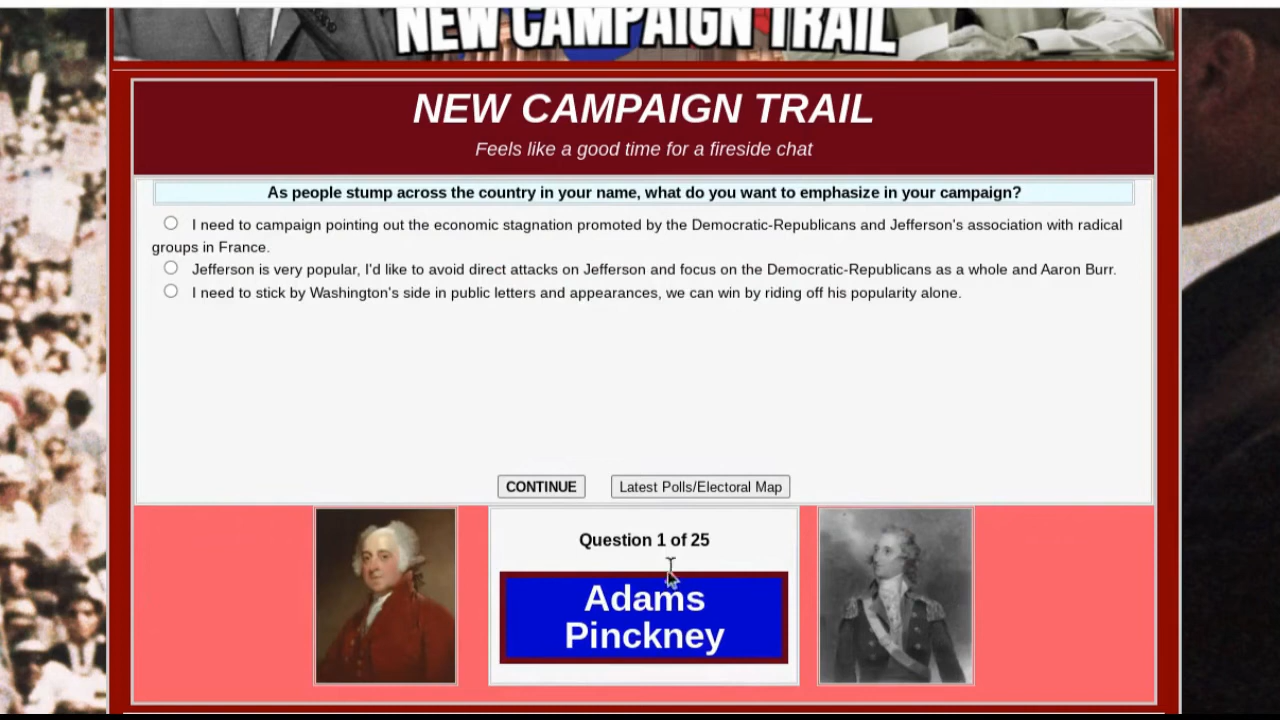 NEW CAMPAIGN TRAIL
NEW CAMPAIGN TRAIL
Feels like a good time for a fireside chat
As people stump across the country in your name, what do you want to emphasize in your campaign?
I need to campaign pointing out the economic stagnation promoted by the Democratic-Republicans and Jefferson's association with radical
groups in France.
Jefferson is very popular, I'd like to avoid direct attacks on Jefferson and focus on the Democratic-Republicans as a whole and Aaron Burr.
I need to stick by Washington's side in public letters and appearances, we can win by riding off his popularity alone.
CONTINUE
Latest Polls/Electoral Map
Question 1 of 25
Adams
Pinckney